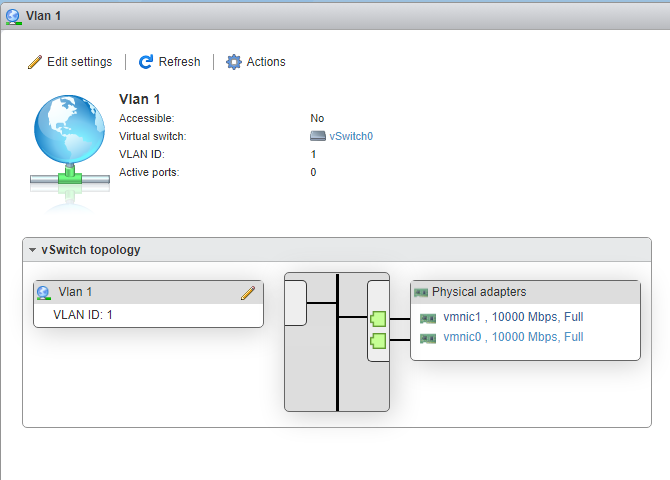 Vlan 1
Edit settings
Refresh
Actions
Vlan 1
Accessible: No
Virtual switch: vSwitch0
VLAN ID: 1
Active ports: 0
vSwitch topology
Vlan 1
VLAN ID: 1
Physical adapters
vmnic1 , 10000 Mbps, Full
vmnic0 , 10000 Mbps, Full